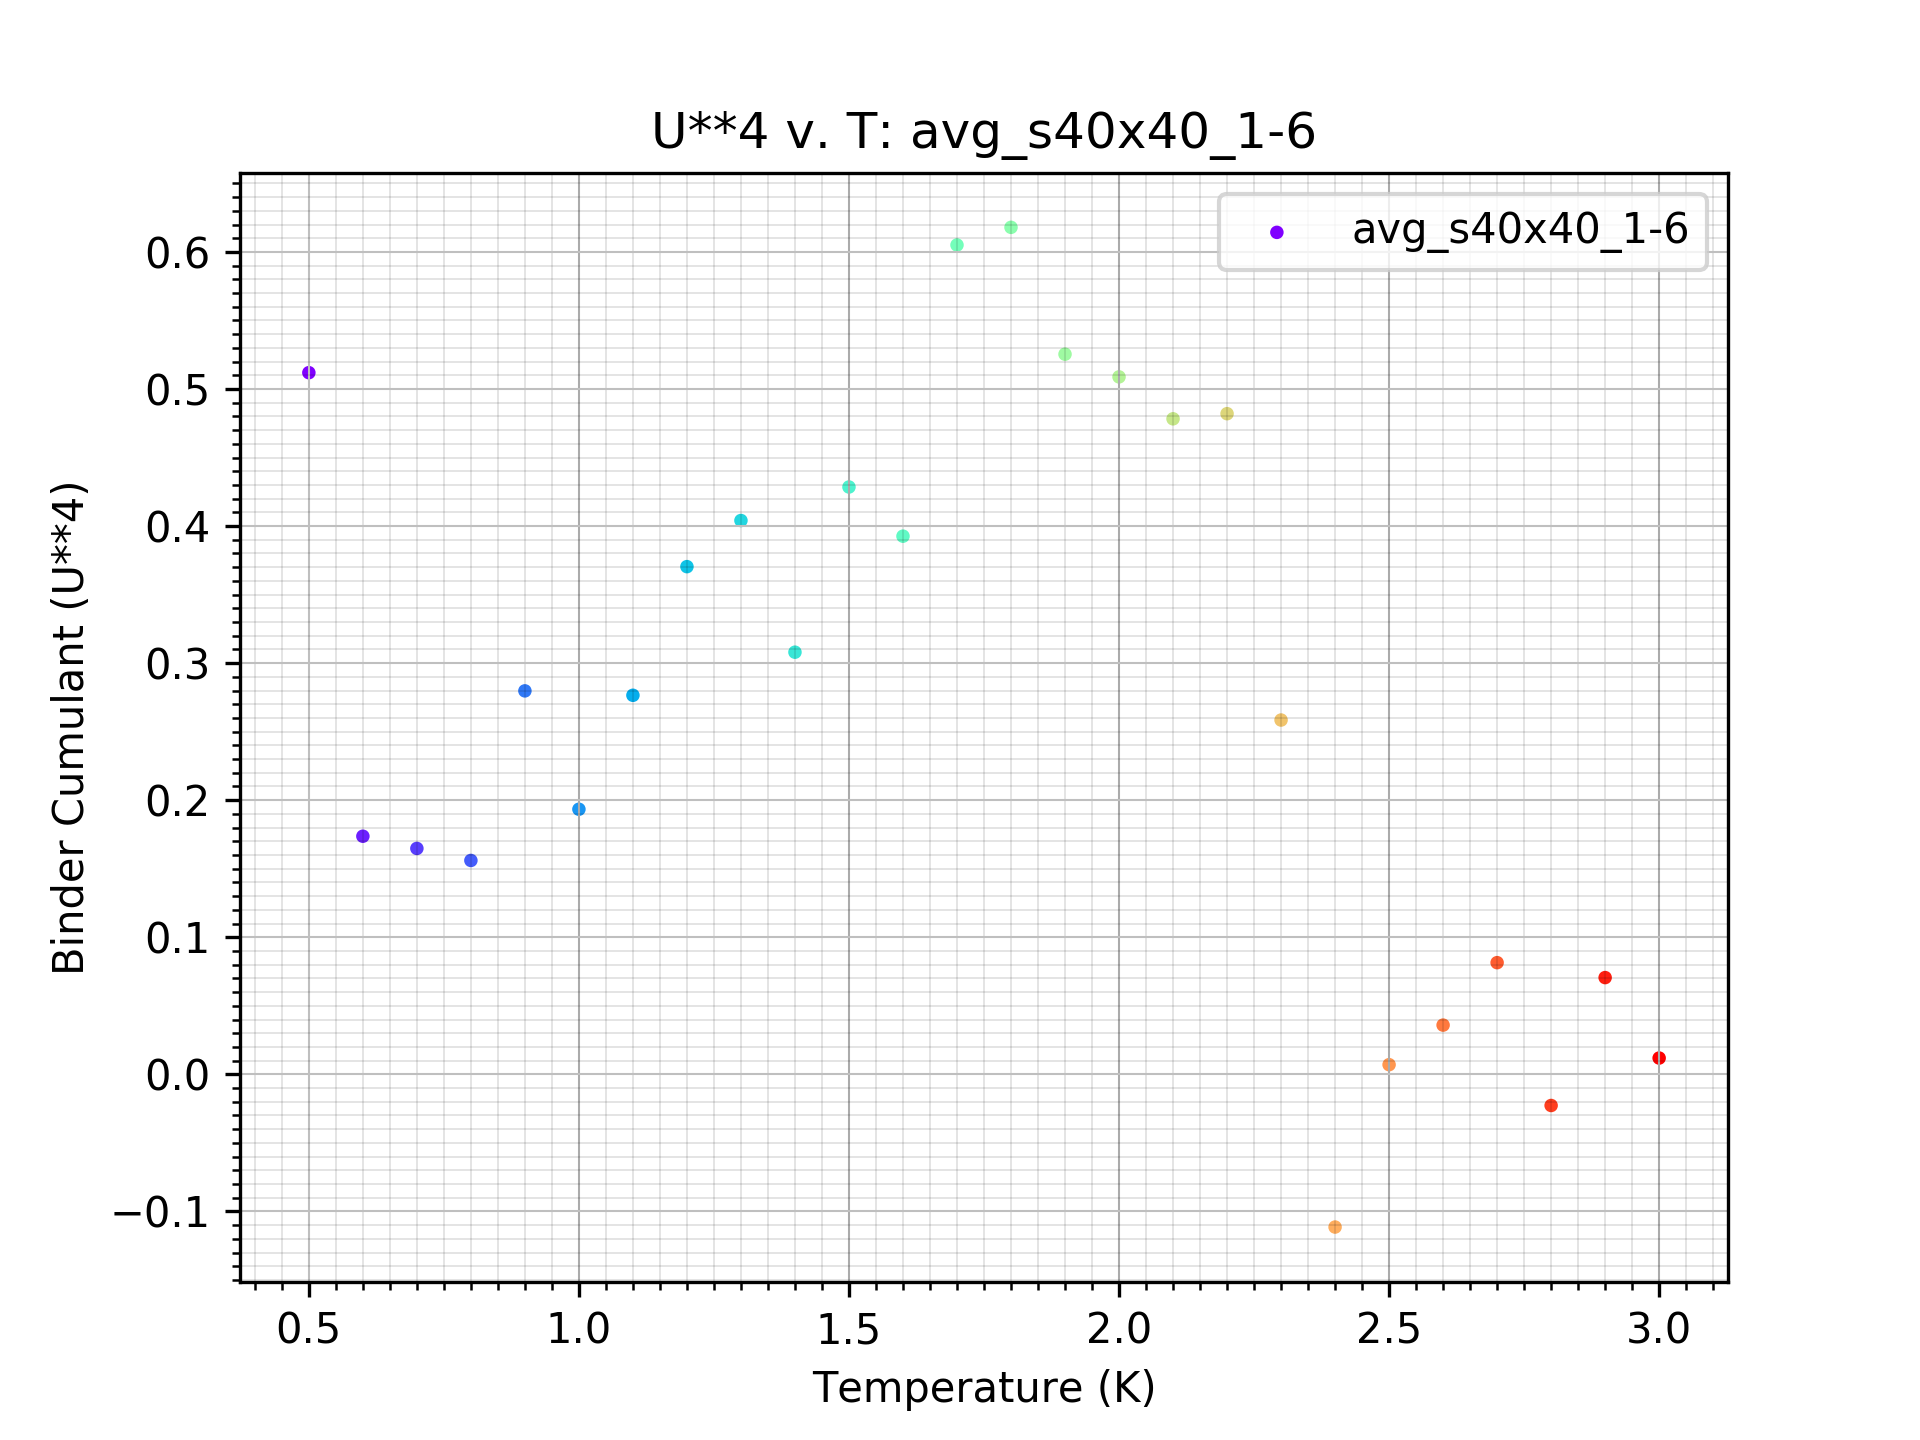 U**4 v. T: avg_s40x40_1-6
avg_s40x40_1-6
Binder Cumulant (U**4)
0.6
0.5
0.4
0.3
0.2
0.1
0.0
−0.1
0.5 1.0 1.5 2.0 2.5 3.0
Temperature (K)